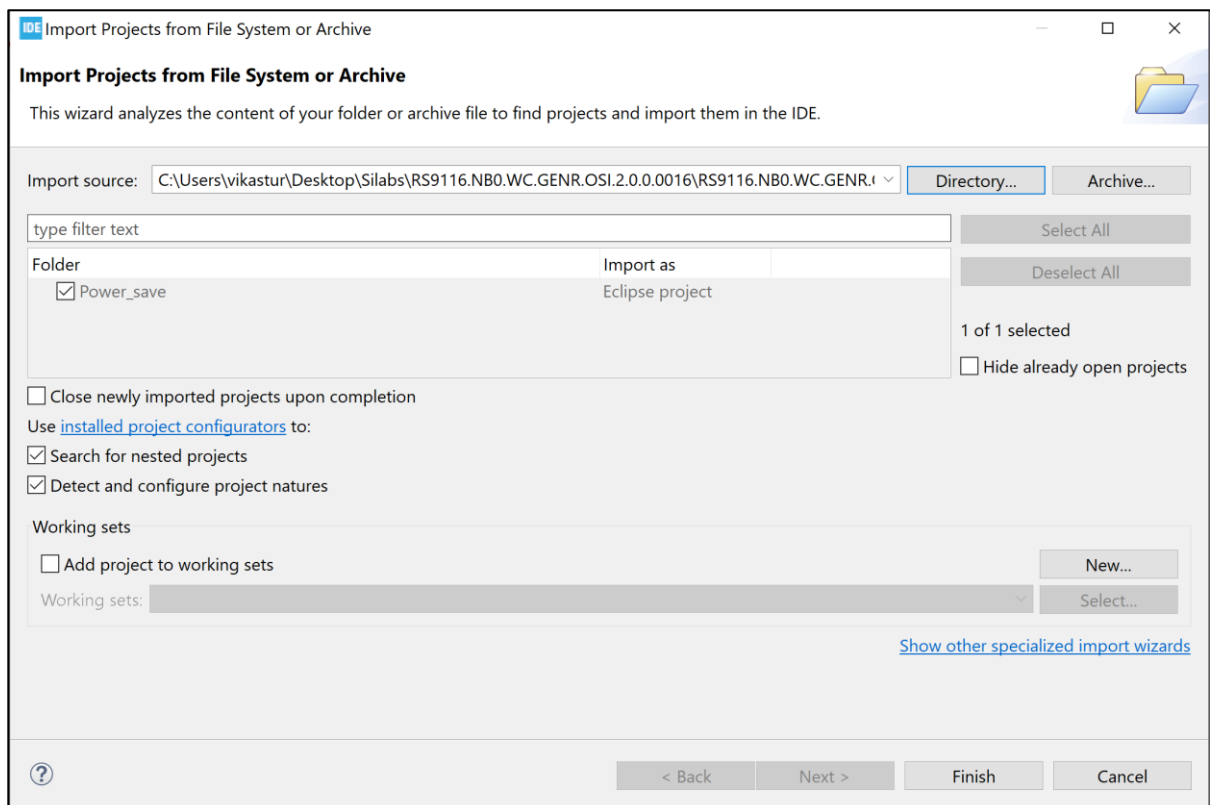 IDE Import Projects from File System or Archive
Import Projects from File System or Archive
This wizard analyzes the content of your folder or archive file to find projects and import them in the IDE.
Import source: C:\Users\vikastur\Desktop\Silabs\RS9116.NB0.WC.GENR.OSI.2.0.0.0016\RS9116.NB0.WC.GENR.( Directory... Archive...
type filter text Select All
Folder Import as Deselect All
Power_save Eclipse project
1 of 1 selected
Hide already open projects
Close newly imported projects upon completion
Use installed project configurators to:
Search for nested projects
Detect and configure project natures
Working sets
Add project to working sets New...
Working sets: Select...
Show other specialized import wizards
? < Back Next > Finish Cancel